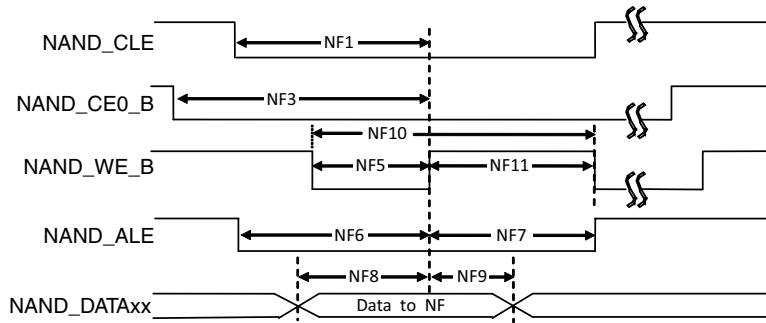 NAND_CLE
NF1
NAND_CE0_B
NF3
NF10
NAND_WE_B
NF5 NF11
NAND_ALE
NF6 NF7
NF8 NF9
NAND_DATAxx Data to NF